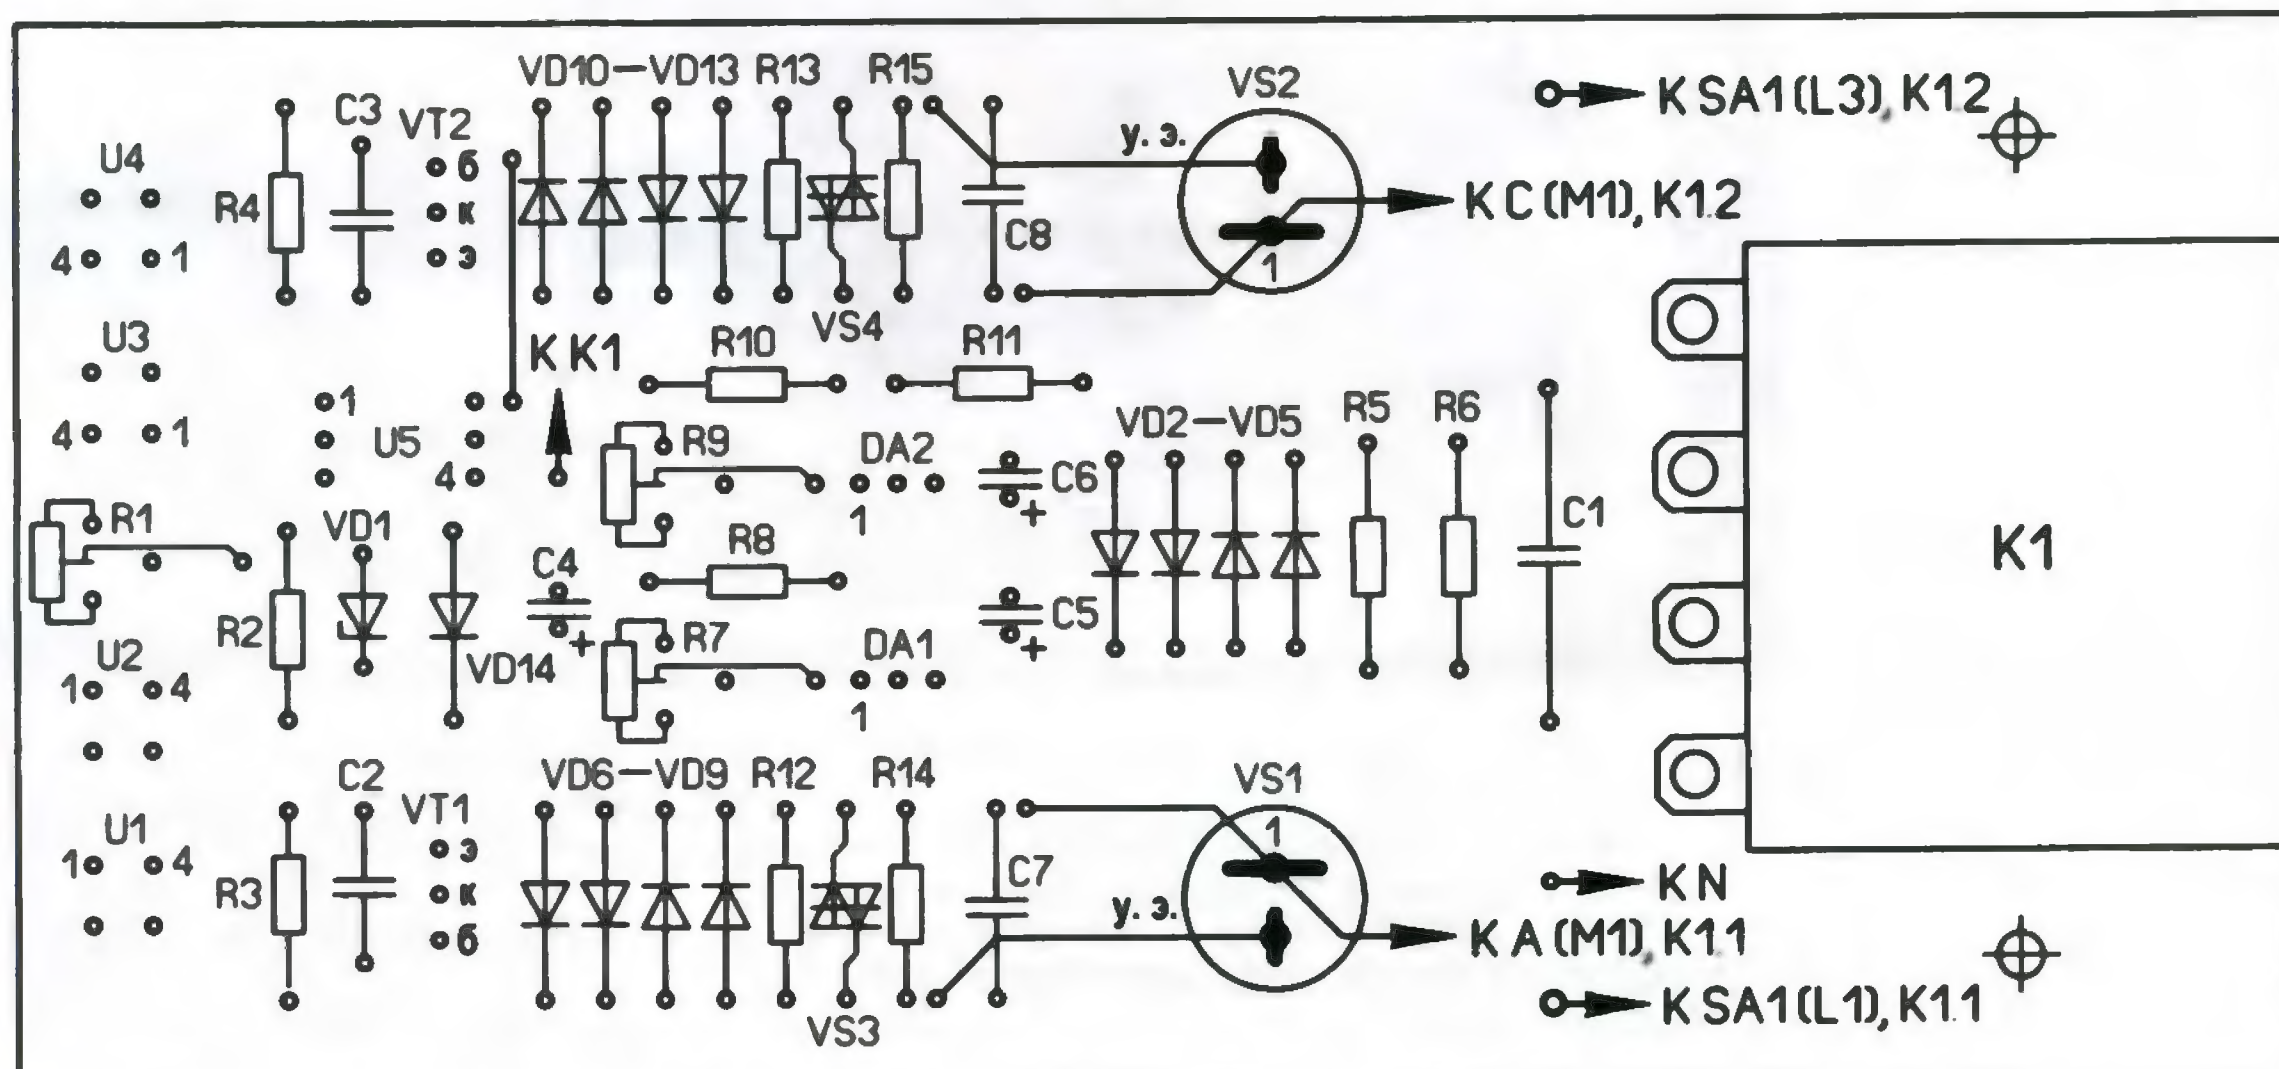 VD10—VD13 R13 R15
VS2
К SA1(L3), K1.2
C3
VT2
у. э.
U4
б
R4
к
К C(M1), K1.2
4 1
э
C8
1
U3
К K1
VS4
R10
R11
4 1
1
U5
4
R9
DA2
1
C6
+
VD2—VD5
R5
R6
R1
VD1
C4
+
R8
C1
K1
R2
VD14
R7
DA1
1
C5
+
U2
1 4
C2
VT1
VD6—VD9 R12 R14
VS1
U1
1 4
э
к
б
R3
C7
1
у. э.
К N
К A(M1), K1.1
К SA1(L1), K1.1
VS3